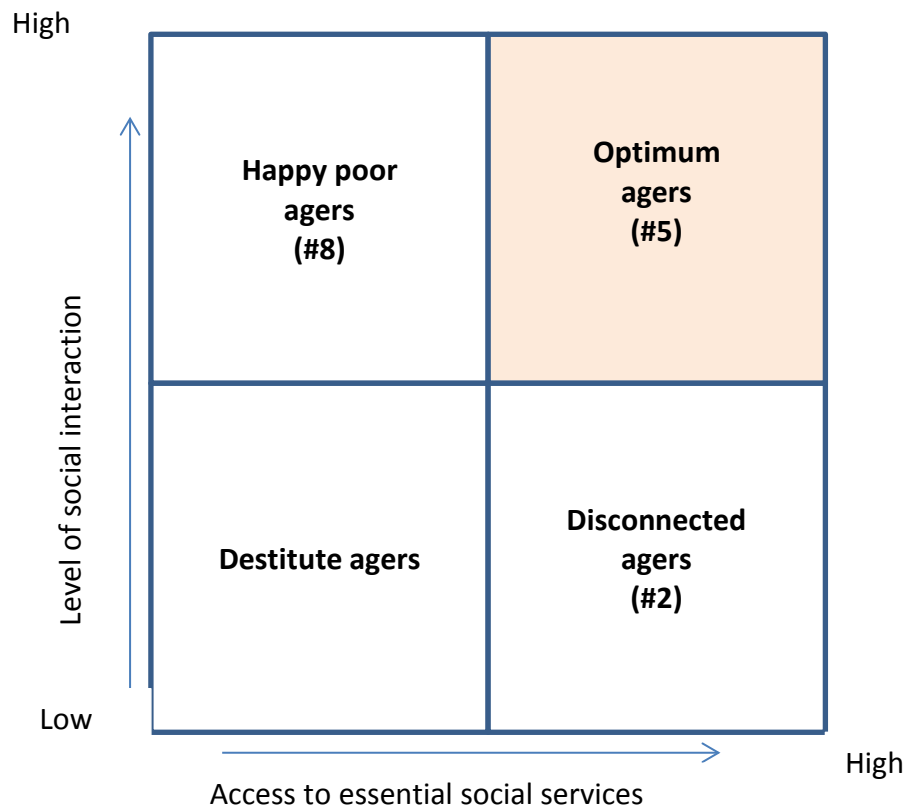 High
Happy poor
agers
(#8)
Optimum
agers
(#5)
Level of social interaction
Destitute agers
Disconnected
agers
(#2)
Low
High
Access to essential social services